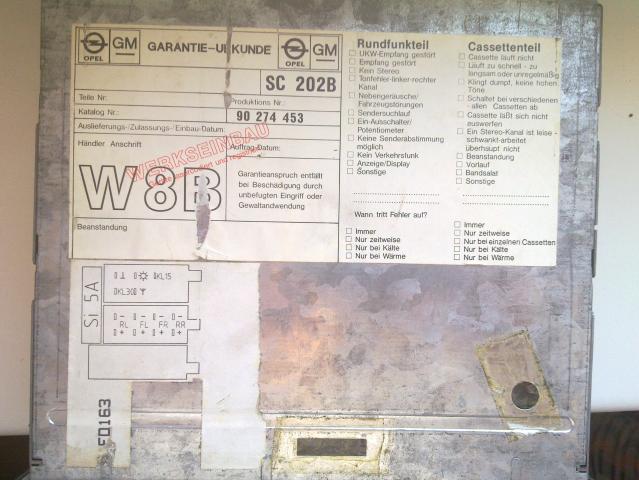 OPEL GM GARANTIE-URKUNDE OPEL GM
SC 202B
Teile Nr.:
Produktions Nr.:
Katalog Nr.:
90 274 453
Auslieferungs-/Zulassungs-/Einbau-Datum:
WERKSEINBAU
Händler Anschrift
Auftrag-Datum:
W8B
Garantieanspruch entfällt
bei Beschädigung durch
unbefugten Eingriff oder
Gewaltandwendung
Beanstandung
Rundfunkteil
UKW-Empfang gestört
Empfang gestört
Kein Stereo
Tonfehler-linker-rechter
Kanal
Nebengeräusche/
Fahrzeugstörungen
Sendersuchlauf
Ein-Ausschalter/
Potentiometer
Keine Senderabstimmung
möglich
Kein Verkehrsfunk
Anzeige/Display
Sonstige
Wann tritt Fehler auf?
Immer
Nur zeitweise
Nur bei Kälte
Nur bei Wärme
Cassettenteil
Cassette läuft nicht
Läuft zu schnell - zu
langsam oder unregelmäßig
Klingt dumpf, keine hohen
Töne
Schaltet bei verschiedenen
- allen Cassetten ab
Cassette läßt sich nicht
auswerfen
Ein Stereo-Kanal ist leise -
schwankt-arbeitet
überhaupt nicht
Beanstandung
Vorlauf
Bandsalat
Sonstige
Immer
Nur zeitweise
Nur bei einzelnen Cassetten
Nur bei Kälte
Nur bei Wärme
Si 5A
KL15
KL30
RL FL FR RR
F0163